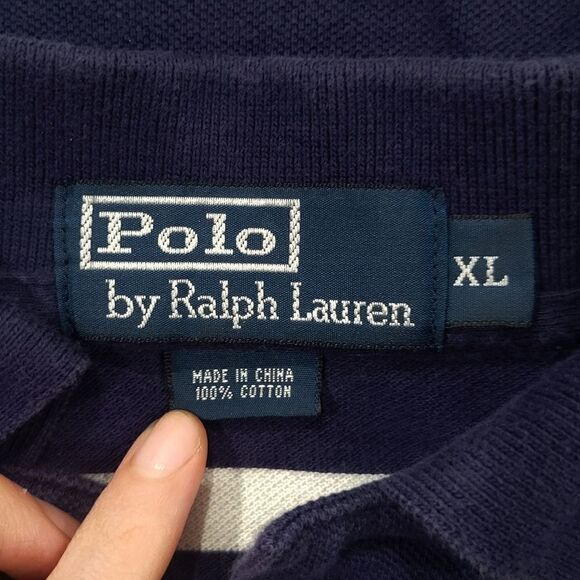 Polo
by Ralph Lauren
XL
MADE IN CHINA
100% COTTON